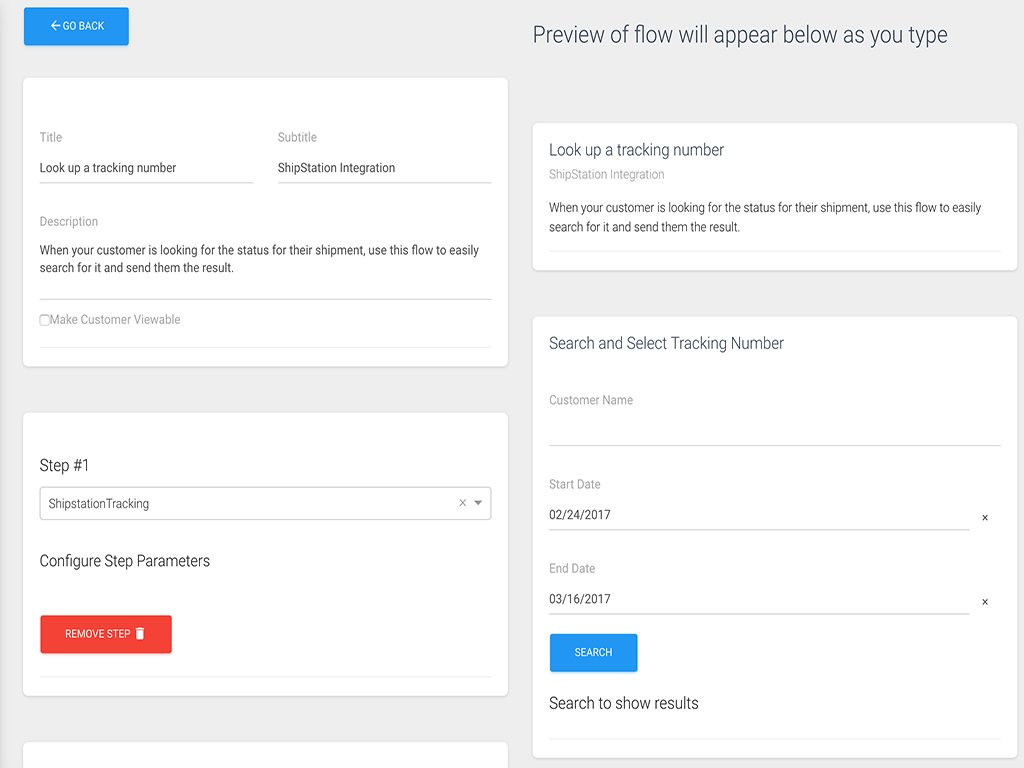 GO BACK
Title
Subtitle
Look up a tracking number
ShipStation Integration
Description
When your customer is looking for the status for their shipment, use this flow to easily
search for it and send them the result.
Make Customer Viewable
Step #1
ShipstationTracking
Configure Step Parameters
REMOVE STEP
Preview of flow will appear below as you type
Look up a tracking number
ShipStation Integration
When your customer is looking for the status for their shipment, use this flow to easily
search for it and send them the result.
Search and Select Tracking Number
Customer Name
Start Date
02/24/2017
End Date
03/16/2017
SEARCH
Search to show results